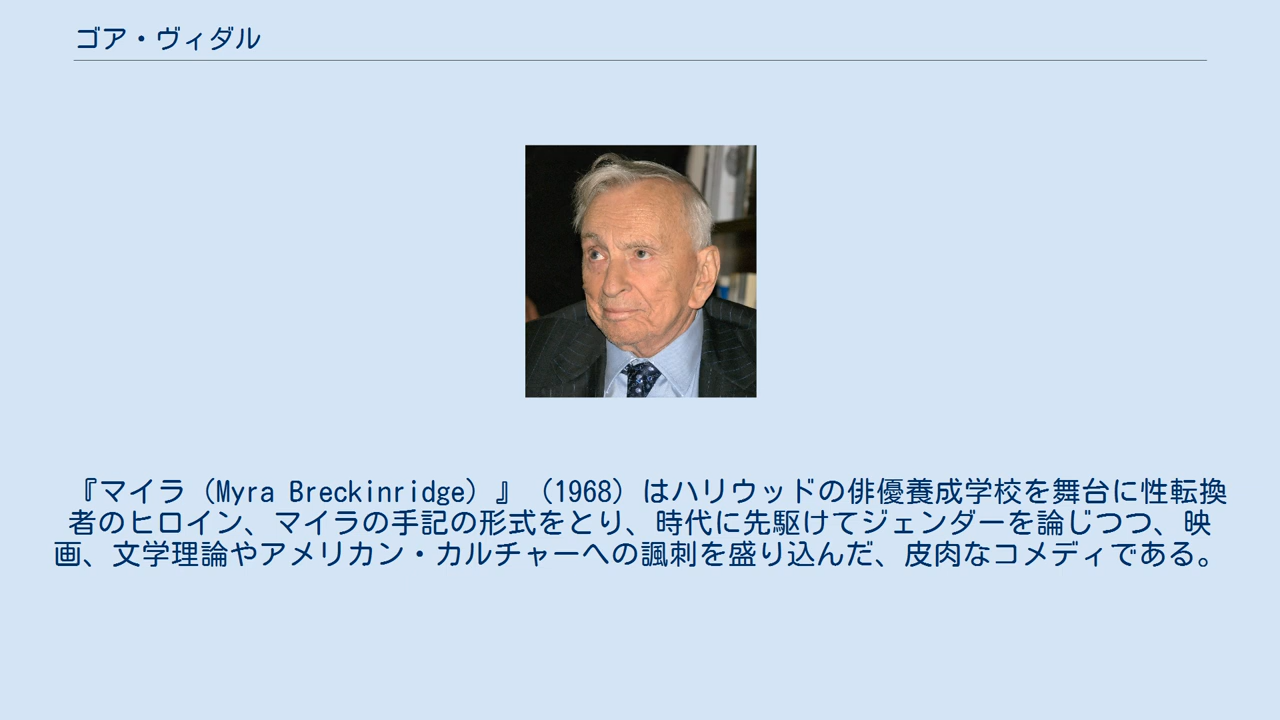 ゴア・ヴィダル
『マイラ（Myra Breckinridge）』（1968）はハリウッドの俳優養成学校を舞台に性転換
者のヒロイン、マイラの手記の形式をとり、時代に先駆けてジェンダーを論じつつ、映
画、文学理論やアメリカン・カルチャーへの諷刺を盛り込んだ、皮肉なコメディである。